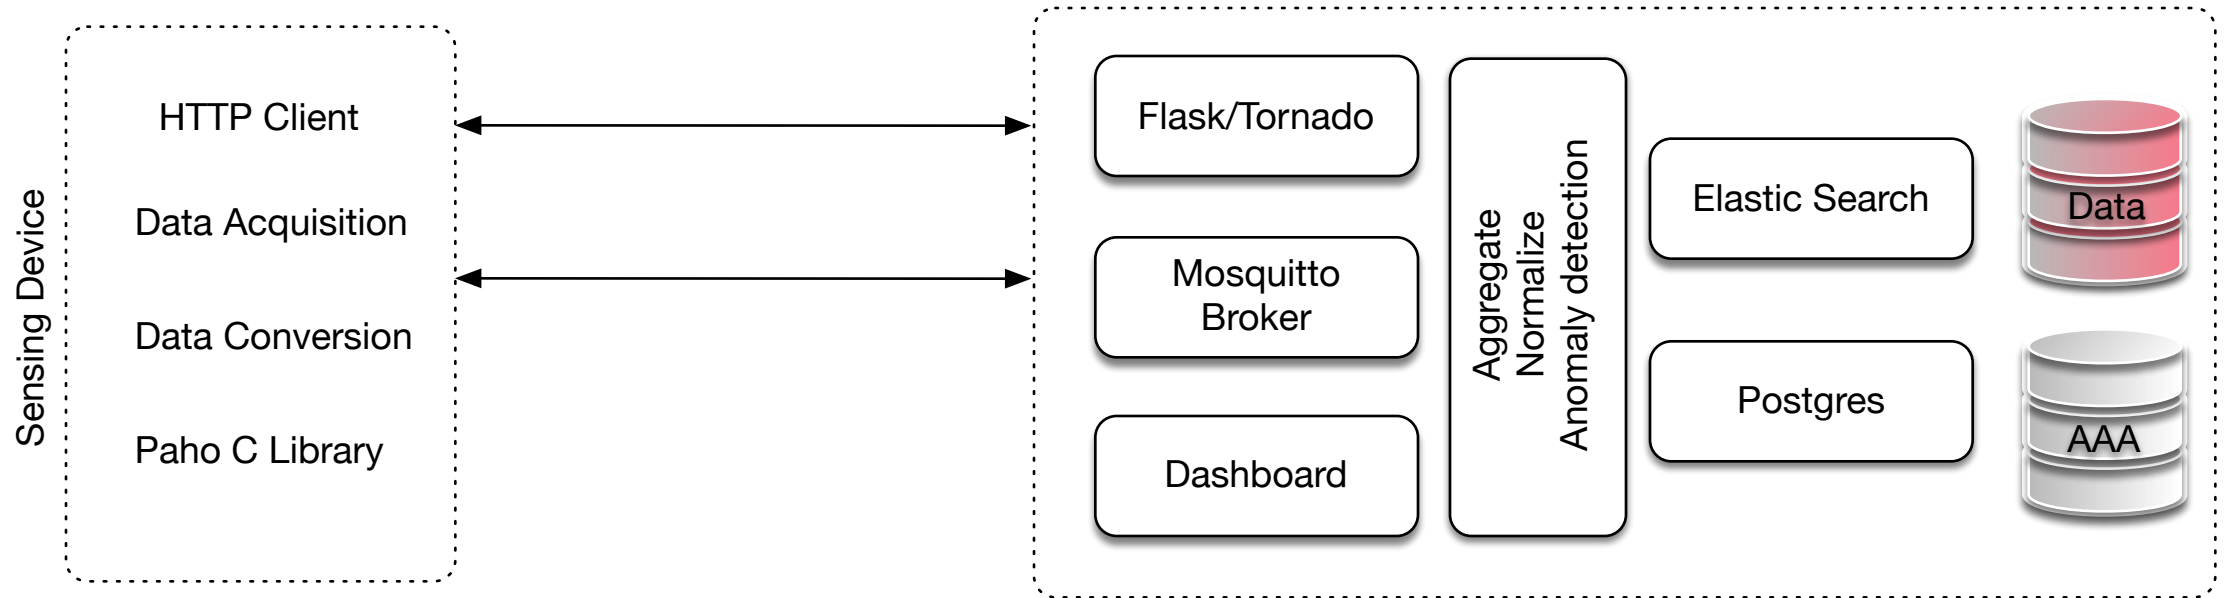 Sensing Device
HTTP Client
Data Acquisition
Data Conversion
Paho C Library
Flask/Tornado
Mosquitto
Broker
Dashboard
Aggregate
Normalize
Anomaly detection
Elastic Search
Postgres
Data
AAA